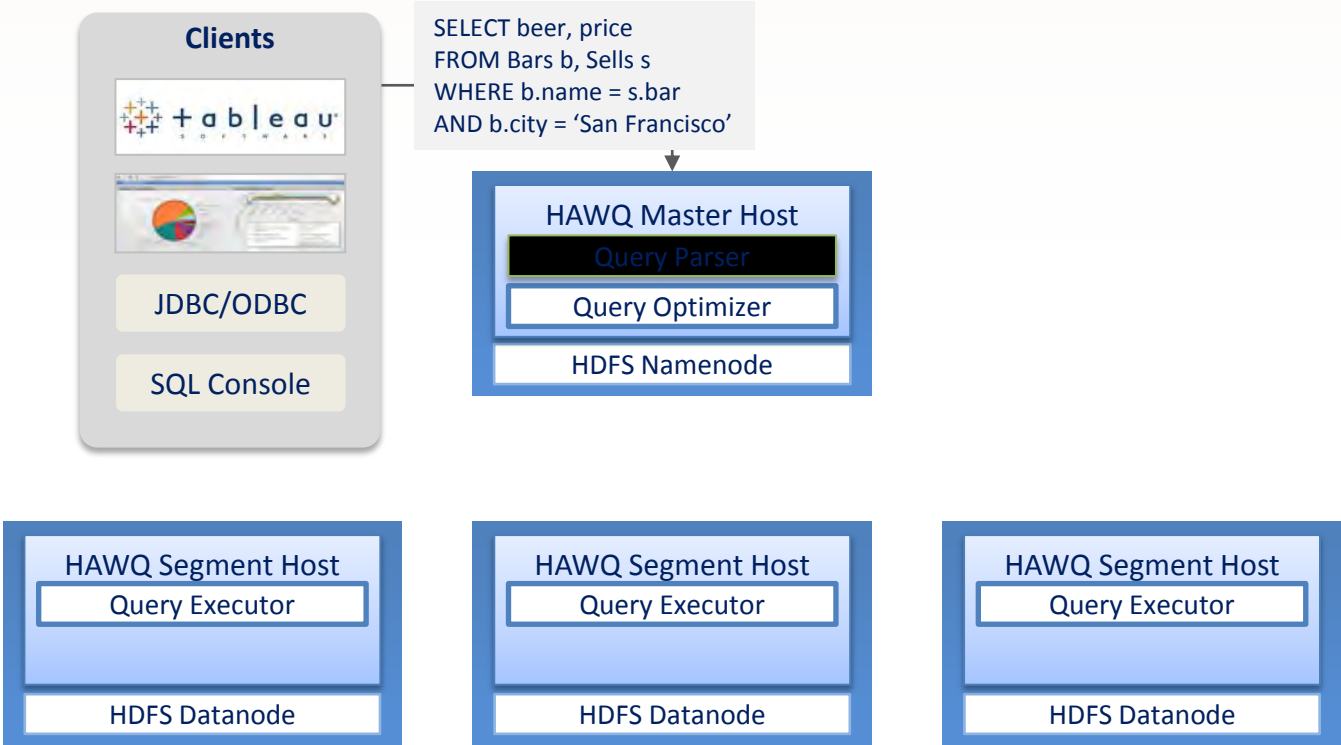 Clients
+ableau
SOFTWARE
JDBC/ODBC
SQL Console
SELECT beer, price
FROM Bars b, Sells s
WHERE b.name = s.bar
AND b.city = ‘San Francisco’
HAWQ Master Host
Query Parser
Query Optimizer
HDFS Namenode
HAWQ Segment Host
Query Executor
HDFS Datanode
HAWQ Segment Host
Query Executor
HDFS Datanode
HAWQ Segment Host
Query Executor
HDFS Datanode